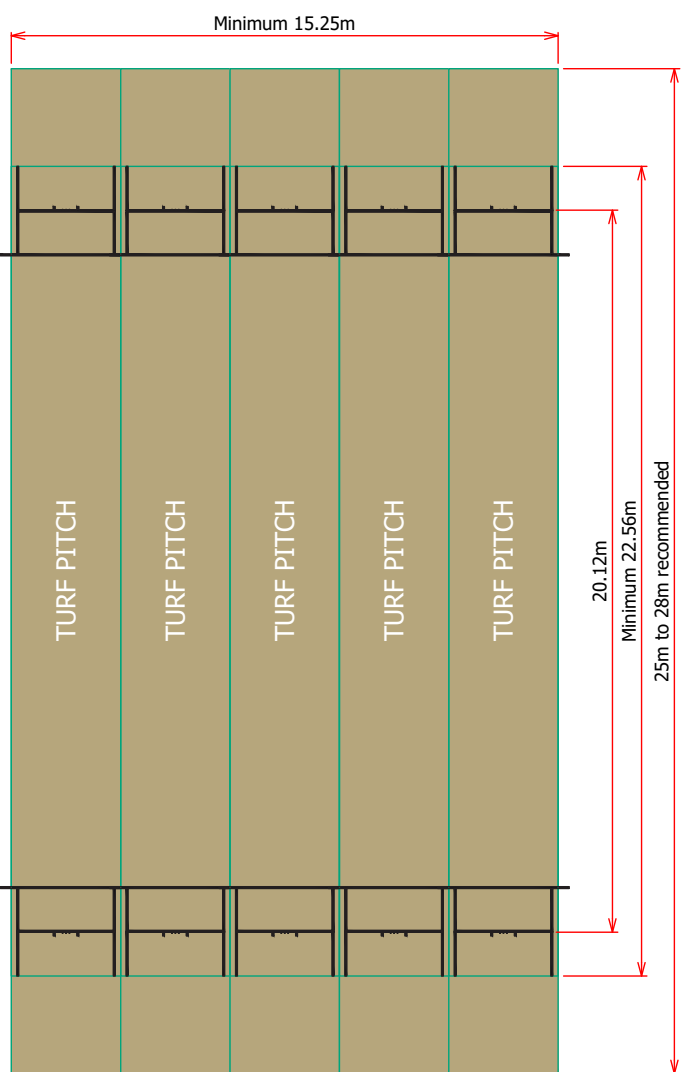 Minimum 15.25m
TURF PITCH
TURF PITCH
TURF PITCH
TURF PITCH
TURF PITCH
20.12m
Minimum 22.56m
25m to 28m recommended